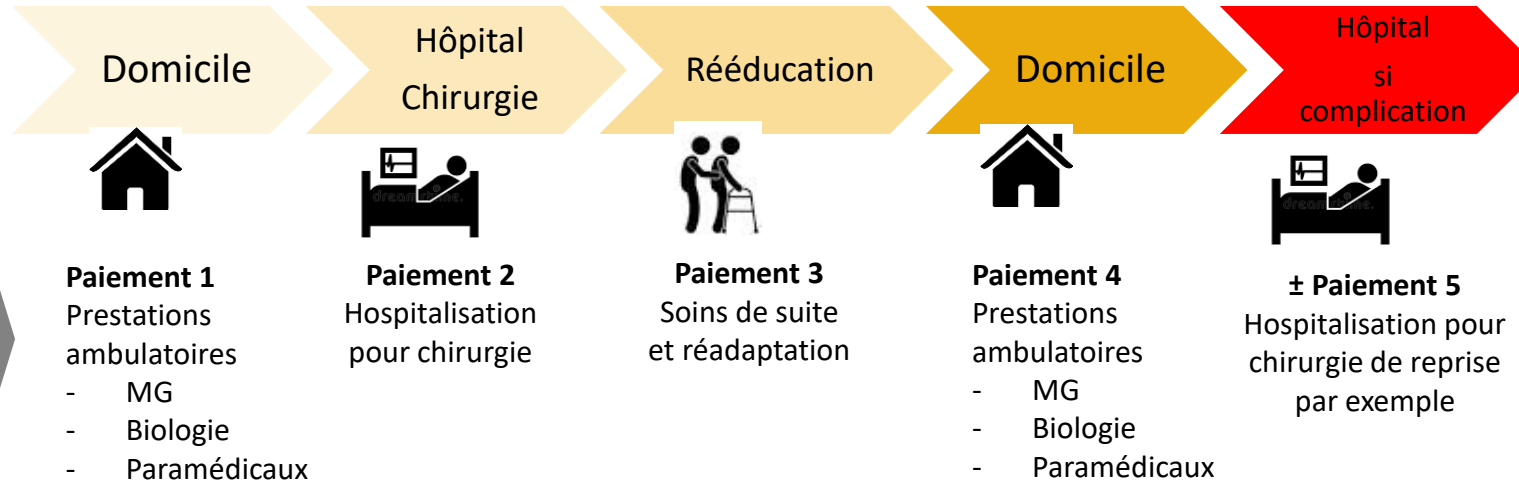 Domicile
Hôpital
Chirurgie
Rééducation
Domicile
Hôpital
si
complication
Paiement 1
Prestations
ambulatoires
- MG
- Biologie
- Paramédicaux
Paiement 2
Hospitalisation
pour chirurgie
Paiement 3
Soins de suite
et réadaptation
Paiement 4
Prestations
ambulatoires
- MG
- Biologie
- Paramédicaux
± Paiement 5
Hospitalisation pour
chirurgie de reprise
par exemple